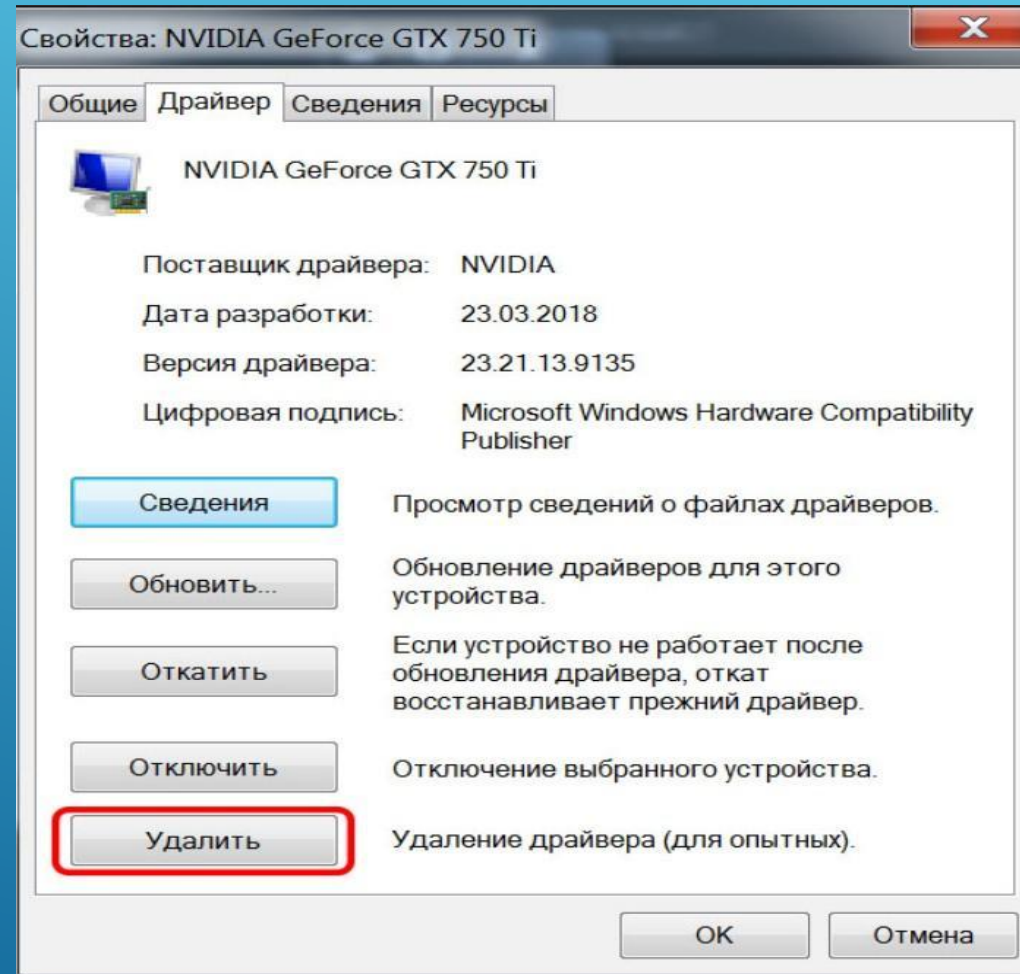 Свойства: NVIDIA GeForce GTX 750 Ti
Общие Драйвер Сведения Ресурсы
NVIDIA GeForce GTX 750 Ti
Поставщик драйвера: NVIDIA
Дата разработки: 23.03.2018
Версия драйвера: 23.21.13.9135
Цифровая подпись: Microsoft Windows Hardware Compatibility
Publisher
Сведения Просмотр сведений о файлах драйверов.
Обновить... Обновление драйверов для этого
устройства.
Откатить Если устройство не работает после
обновления драйвера, откат
восстанавливает прежний драйвер.
Отключить Отключение выбранного устройства.
Удалить Удаление драйвера (для опытных).
OK Отмена